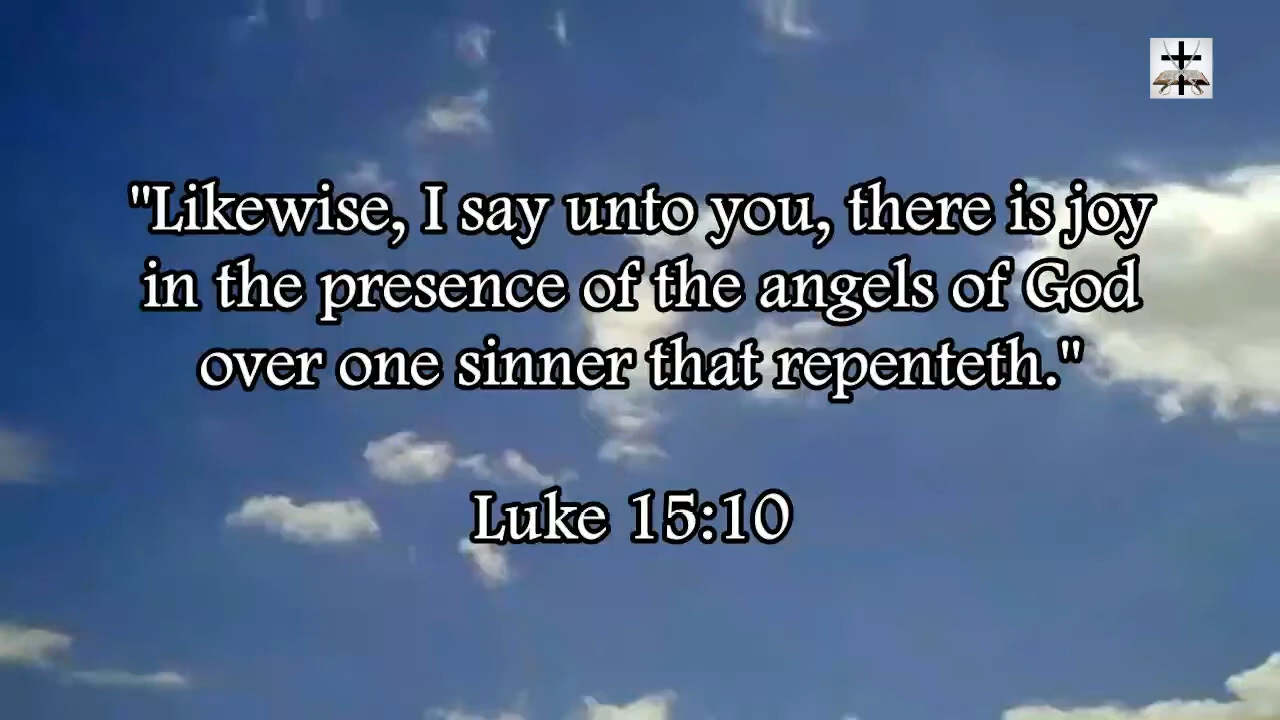 "Likewise, I say unto you, there is joy
in the presence of the angels of God
over one sinner that repenteth."
Luke 15:10